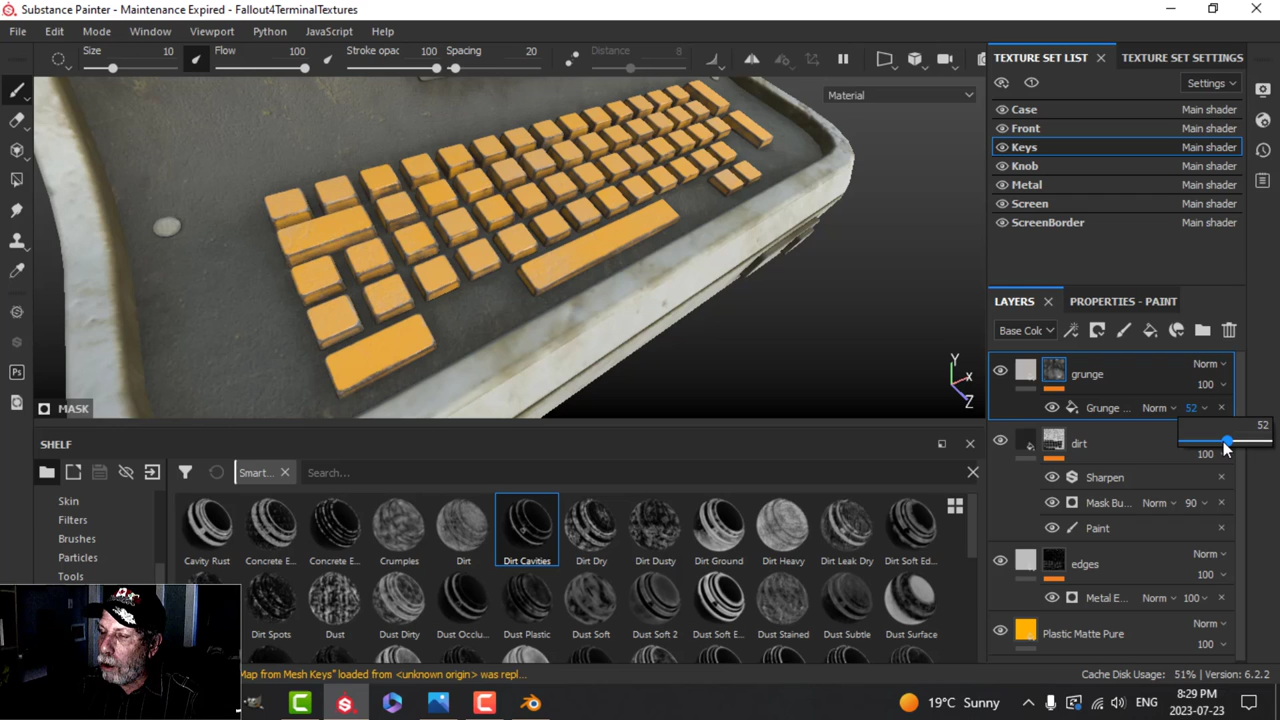 Substance Painter - Maintenance Expired - Fallout4TerminalTextures
File Edit Mode Window Viewport Python JavaScript Help
Size 10 Flow 100 Stroke opac 100 Spacing 20 Distance 8
Material
Y
X
Z
MASK
TEXTURE SET LIST TEXTURE SET SETTINGS
Settings
Case Main shader
Front Main shader
Keys Main shader
Knob Main shader
Metal Main shader
Screen Main shader
ScreenBorder Main shader
LAYERS PROPERTIES - PAINT
Base Colo
grunge Norm
100
Grunge ... Norm 52
52
dirt
100
Sharpen
Mask Bu... Norm 90
Paint
edges Norm
100
Metal E... Norm 100
Plastic Matte Pure Norm
100
SHELF
Smart... Search...
Skin
Filters
Brushes
Particles
Tools
Cavity Rust Concrete E... Concrete E... Crumples Dirt Dirt Cavities Dirt Dry Dirt Dusty Dirt Ground Dirt Heavy Dirt Leak Dry Dirt Soft Ed...
Dirt Spots Dust Dust Dirty Dust Occlu... Dust Plastic Dust Soft Dust Soft 2 Dust Soft E... Dust Stained Dust Subtle Dust Surface
Map from Mesh Keys" loaded from <unknown origin> was repl...
Cache Disk Usage: 51% | Version: 6.2.2
19°C Sunny
ENG
8:29 PM
2023-07-23